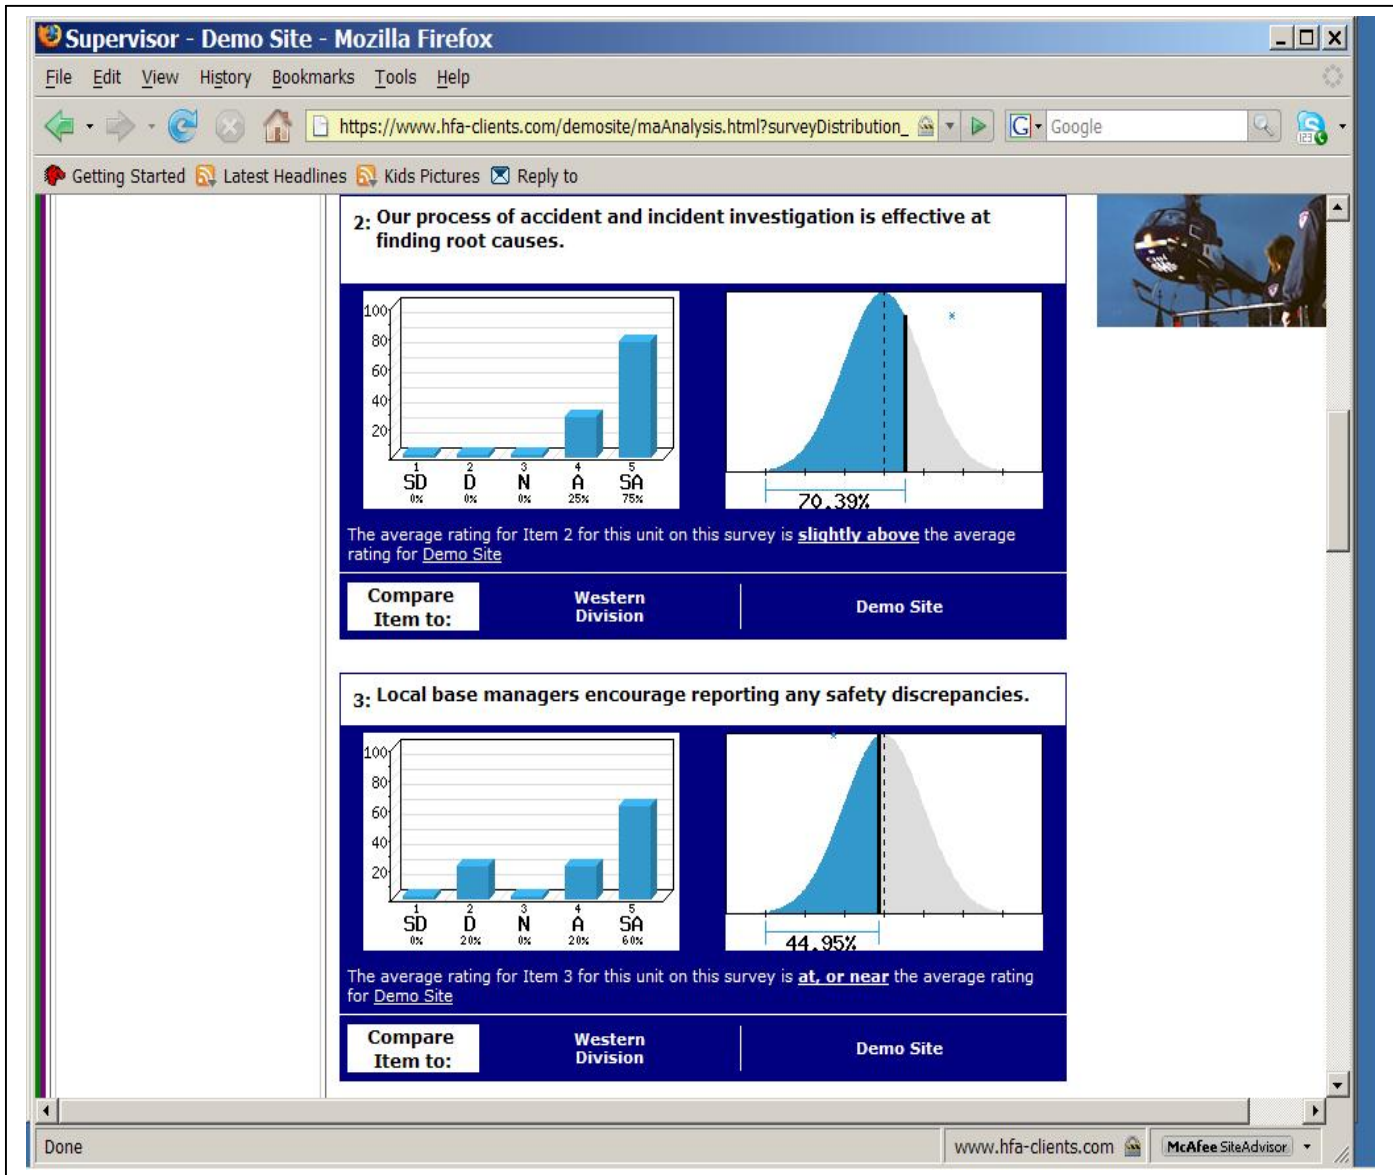 Supervisor - Demo Site - Mozilla Firefox
File Edit View History Bookmarks Tools Help
https://www.hfa-clients.com/demosite/maAnalysis.html?surveyDistribution_
G Google
Getting Started Latest Headlines Kids Pictures Reply to
2: Our process of accident and incident investigation is effective at
finding root causes.
100
80
60
40
20
1 2 3 4 5
SD D N A SA
0% 0% 0% 25% 75%
70.39%
The average rating for Item 2 for this unit on this survey is slightly above the average
rating for Demo Site
Compare
Item to:
Western
Division
Demo Site
3: Local base managers encourage reporting any safety discrepancies.
100
80
60
40
20
1 2 3 4 5
SD D N A SA
0% 20% 0% 20% 60%
44.95%
The average rating for Item 3 for this unit on this survey is at, or near the average rating
for Demo Site
Compare
Item to:
Western
Division
Demo Site
Done
www.hfa-clients.com
McAfee SiteAdvisor